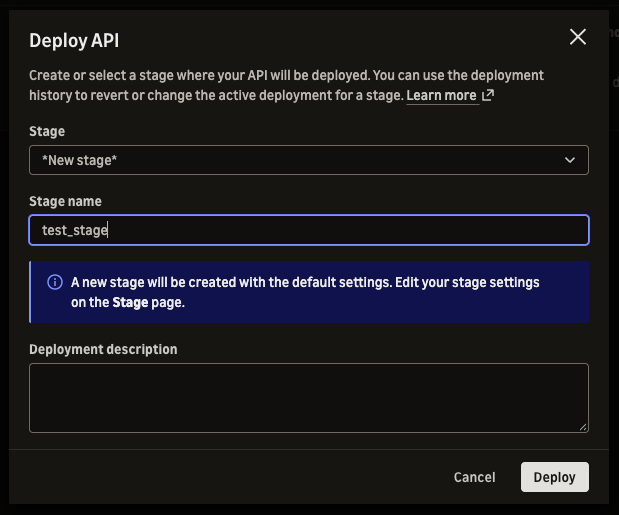 Deploy API
Create or select a stage where your API will be deployed. You can use the deployment
history to revert or change the active deployment for a stage. Learn more
Stage
*New stage*
Stage name
test_stage
A new stage will be created with the default settings. Edit your stage settings
on the Stage page.
Deployment description
Cancel
Deploy